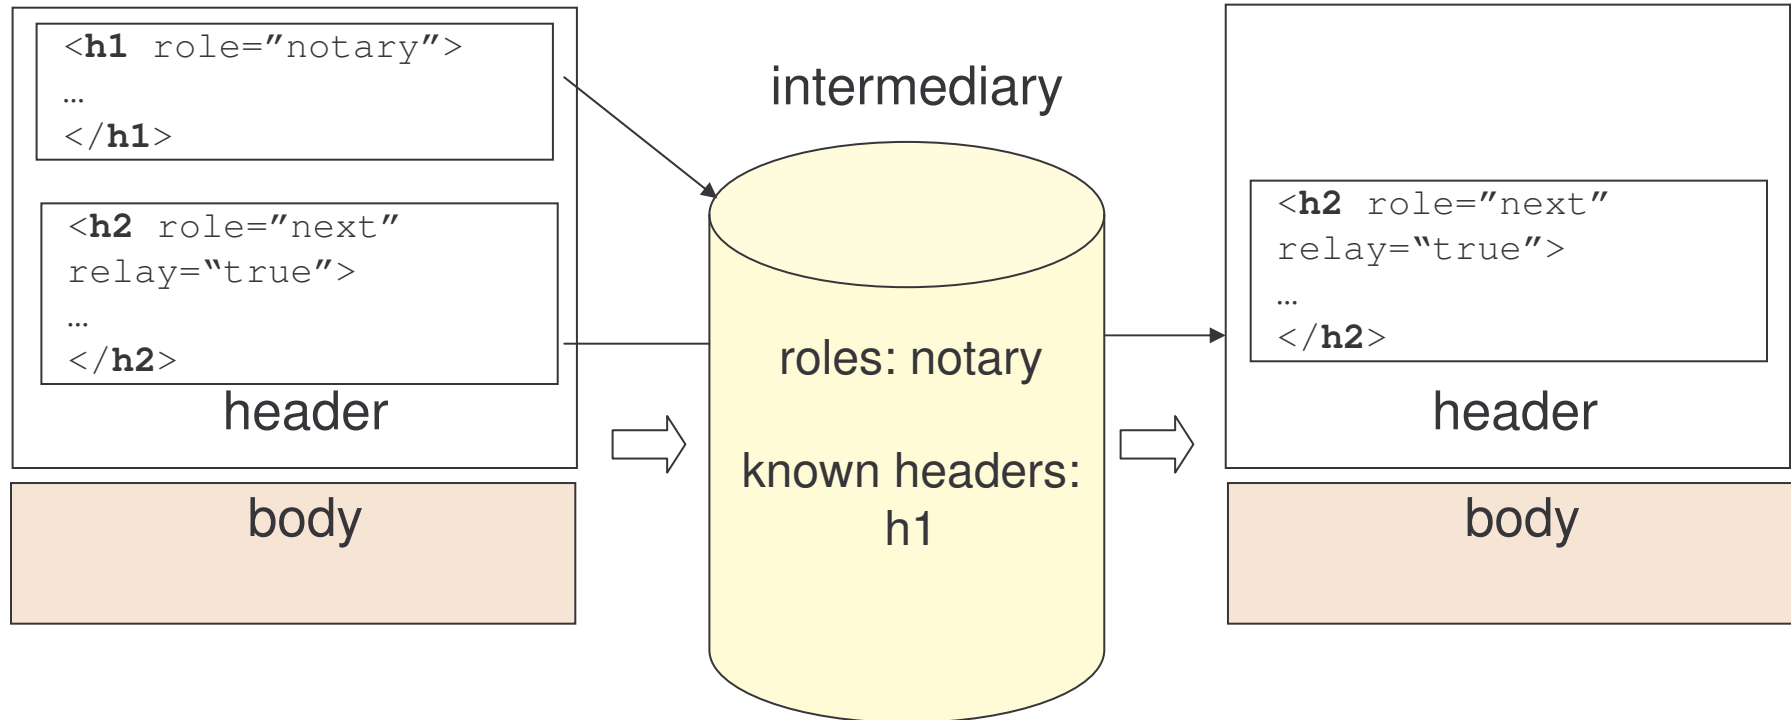 <h1 role=”notary”>
…
</h1>
<h2 role=”next”
relay=“true”>
…
</h2>
header
body
intermediary
roles: notary
known headers:
h1
<h2 role=”next”
relay=“true”>
…
</h2>
header
body